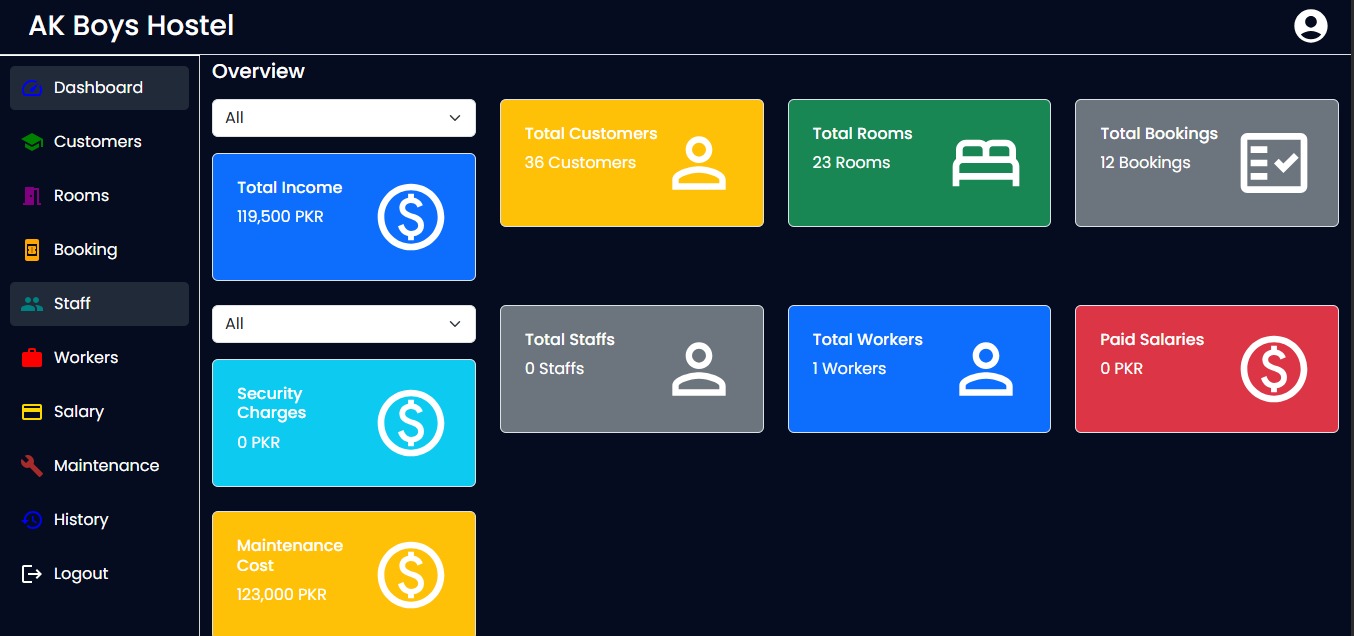 AK Boys Hostel
Dashboard
Customers
Rooms
Booking
Staff
Workers
Salary
Maintenance
History
Logout
Overview
All
Total Income
119,500 PKR
Total Customers
36 Customers
Total Rooms
23 Rooms
Total Bookings
12 Bookings
All
Security
Charges
0 PKR
Total Staffs
0 Staffs
Total Workers
1 Workers
Paid Salaries
0 PKR
Maintenance
Cost
123,000 PKR